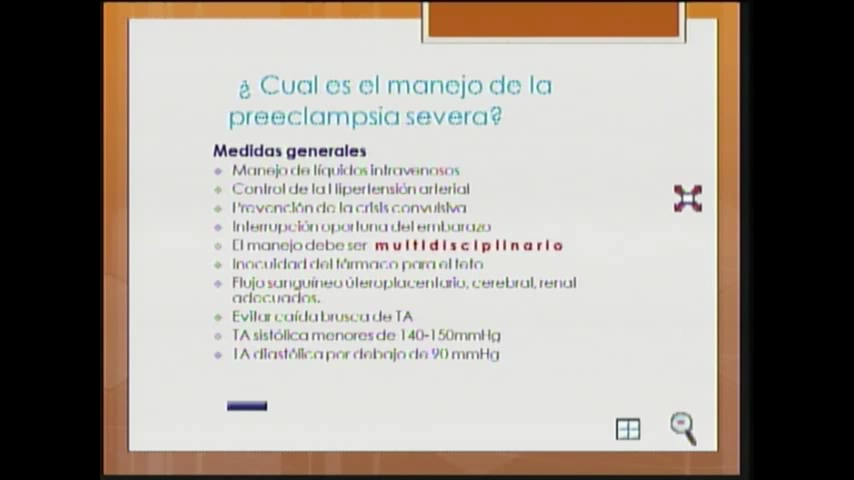 ¿ Cual es el manejo de la
preeclampsia severa?
Medidas generales
Manejo de líquidos intravenosos
Control de la Hipertensión arterial
Prevención de la crisis convulsiva
Interrupción oportuna del embarazo
El manejo debe ser multidisciplinario
Inocuidad del fármaco para el feto
Flujo sanguíneo úteroplacentario, cerebral, renal
adecuados.
Evitar caída brusca de TA
TA sistólica menores de 140-150mmHg
TA diastólica por debajo de 90 mmHg